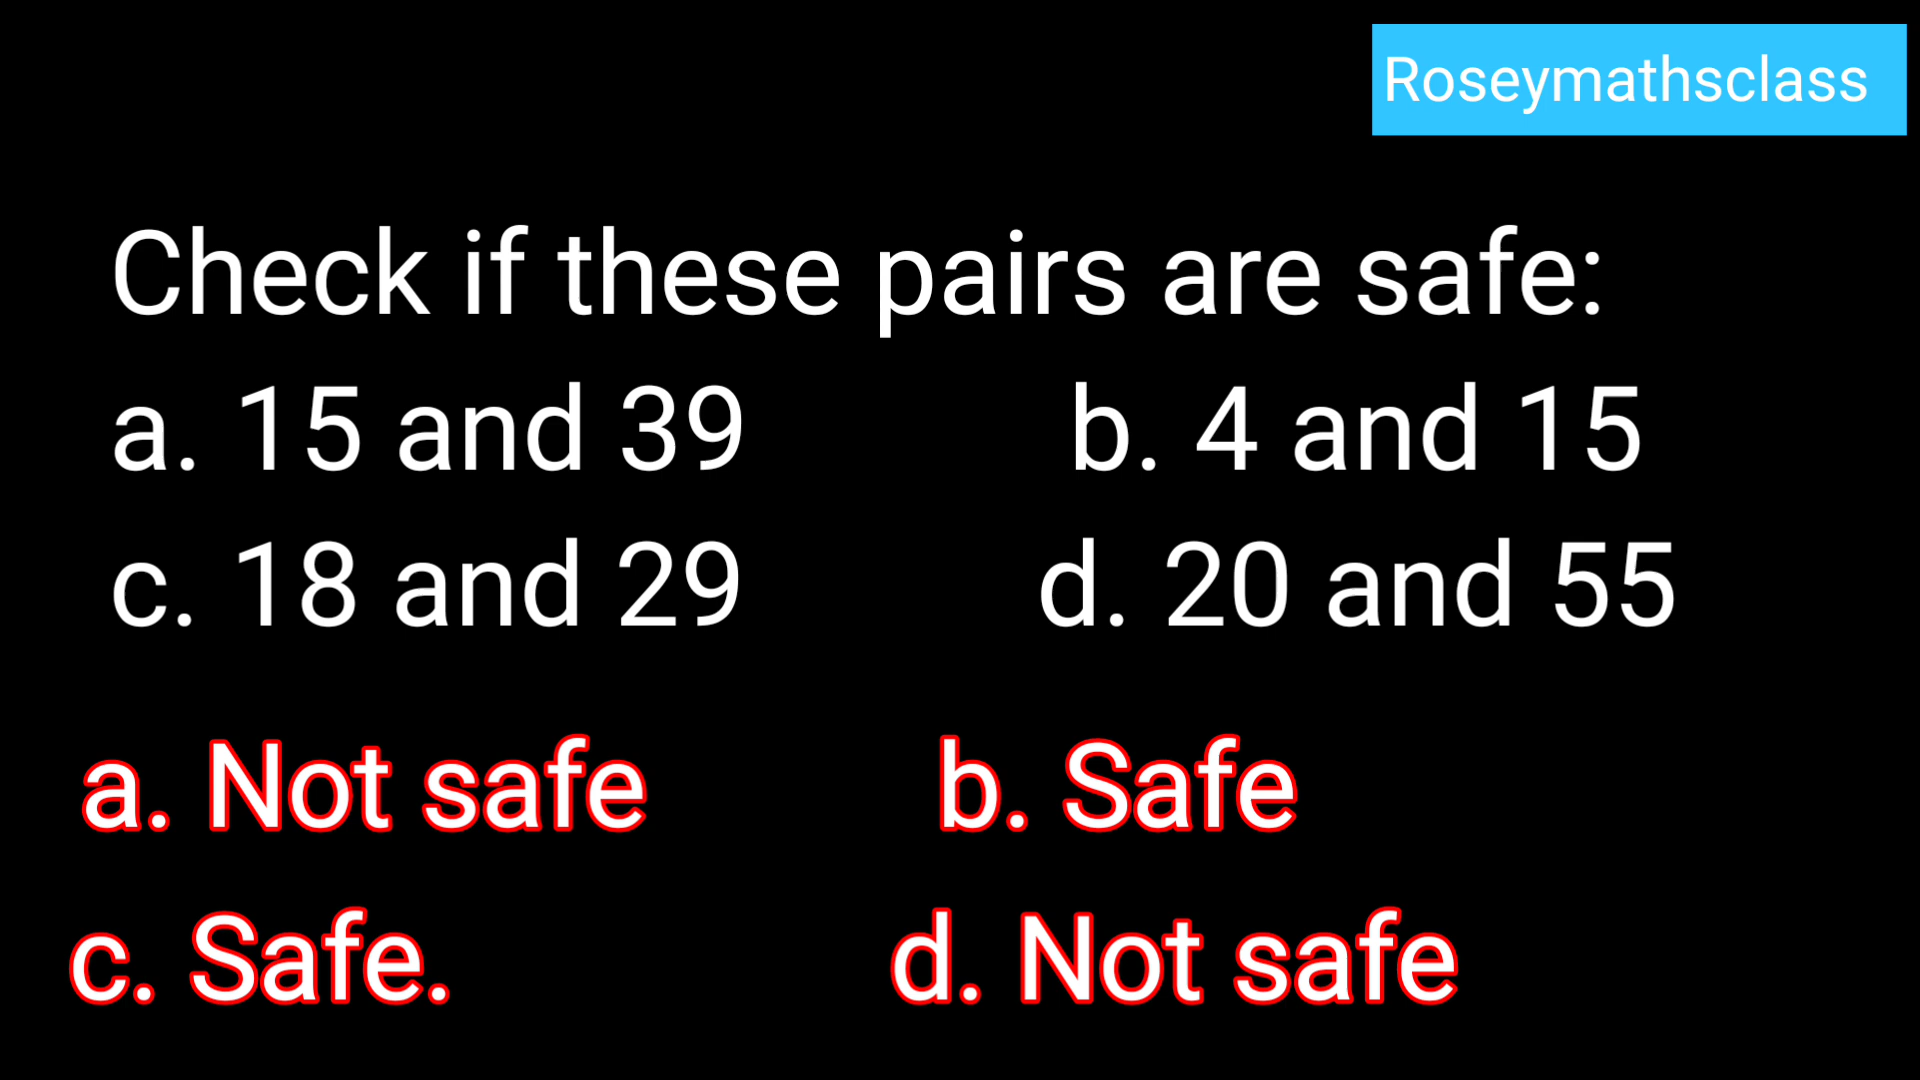 Roseymathsclass
Check if these pairs are safe:
a. 15 and 39 b. 4 and 15
c. 18 and 29 d. 20 and 55
a. Not safe b. Safe
c. Safe. d. Not safe